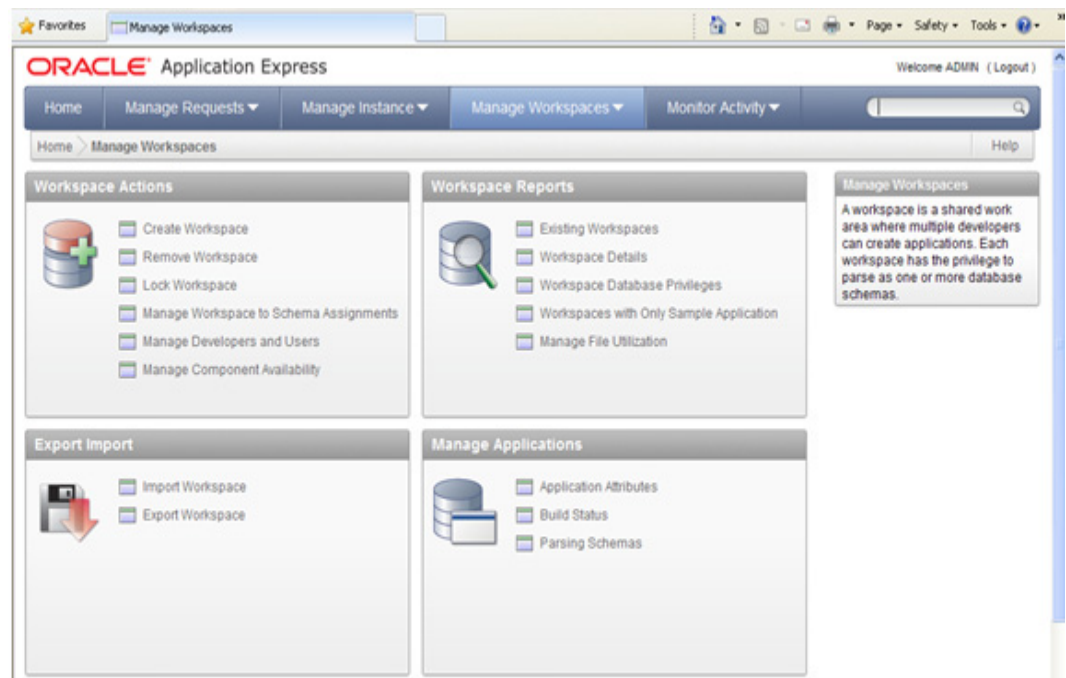 Favorites
Manage Workspaces
Page
Safety
Tools
ORACLE Application Express
Welcome ADMIN ( Logout )
Home
Manage Requests
Manage Instance
Manage Workspaces
Monitor Activity
Home > Manage Workspaces
Help
Workspace Actions
Create Workspace
Remove Workspace
Lock Workspace
Manage Workspace to Schema Assignments
Manage Developers and Users
Manage Component Availability
Workspace Reports
Existing Workspaces
Workspace Details
Workspace Database Privileges
Workspaces with Only Sample Application
Manage File Utilization
Manage Workspaces
A workspace is a shared work
area where multiple developers
can create applications. Each
workspace has the privilege to
parse as one or more database
schemas.
Export Import
Import Workspace
Export Workspace
Manage Applications
Application Attributes
Build Status
Parsing Schemas